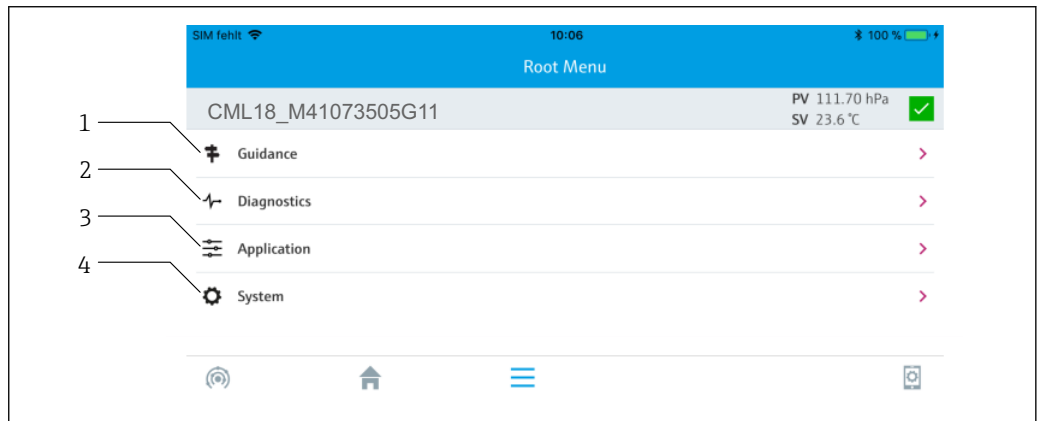 SIM fehlt 10:06 100 %
Root Menu
CML18_M41073505G11
PV 111.70 hPa
SV 23.6 °C
1
Guidance
2
Diagnostics
3
Application
4
System